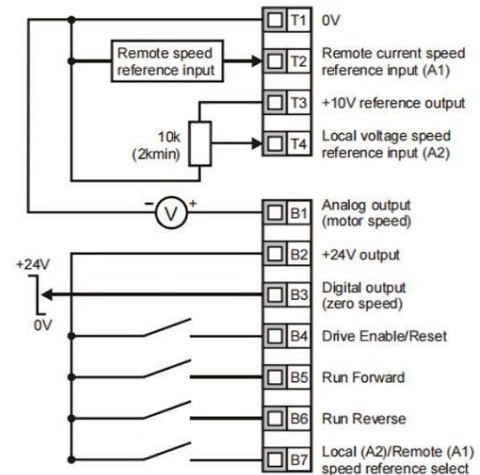 T1 0V
Remote speed
reference input
T2 Remote current speed
reference input (A1)
T3 +10V reference output
10k
(2kmin)
T4 Local voltage speed
reference input (A2)
− V +
B1 Analog output
(motor speed)
B2 +24V output
+24V
0V
B3 Digital output
(zero speed)
B4 Drive Enable/Reset
B5 Run Forward
B6 Run Reverse
B7 Local (A2)/Remote (A1)
speed reference select